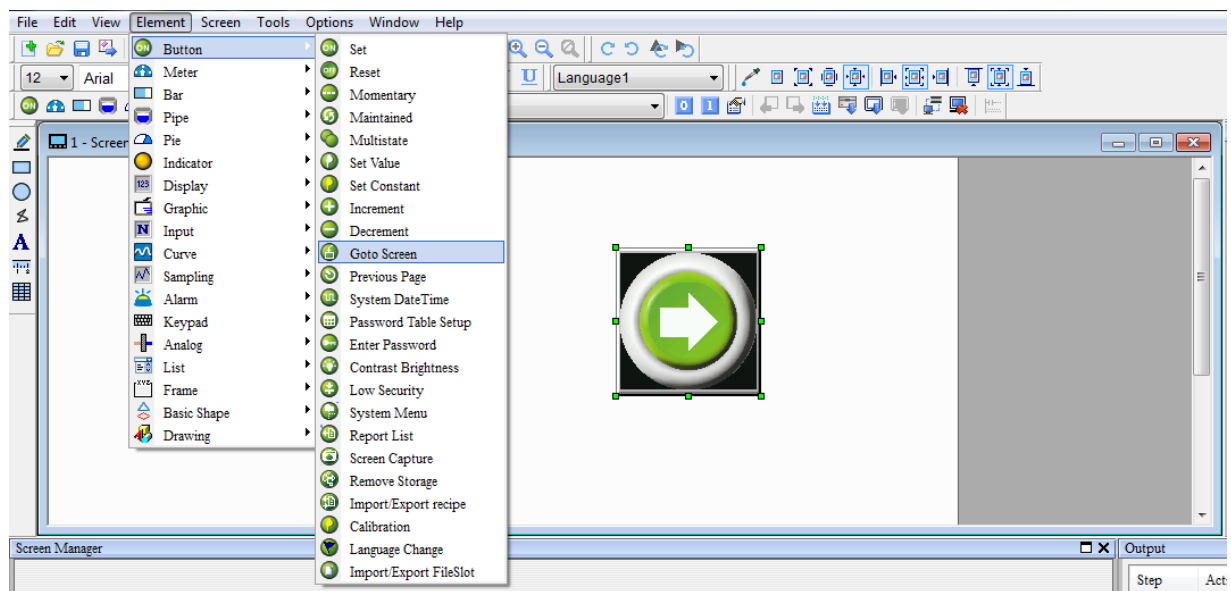 File Edit View Element Screen Tools Options Window Help
12 Arial U Language1
0 1
1 - Screen
Button
Meter
Bar
Pipe
Pie
Indicator
Display
Graphic
Input
Curve
Sampling
Alarm
Keypad
Analog
List
Frame
Basic Shape
Drawing
Set
Reset
Momentary
Maintained
Multistate
Set Value
Set Constant
Increment
Decrement
Goto Screen
Previous Page
System DateTime
Password Table Setup
Enter Password
Contrast Brightness
Low Security
System Menu
Report List
Screen Capture
Remove Storage
Import/Export recipe
Calibration
Language Change
Import/Export FileSlot
A
Screen Manager
Output
Step